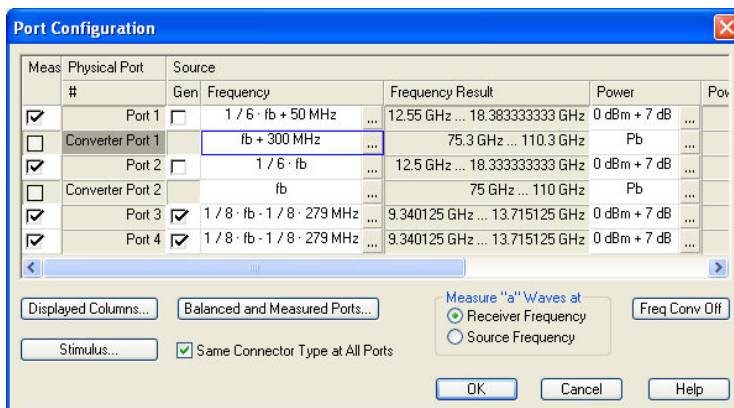 Port Configuration
Meas Physical Port Source
# Gen Frequency Frequency Result Power Pow
Port 1 1 / 6 · fb + 50 MHz ... 12.55 GHz ... 18.383333333 GHz 0 dBm + 7 dB ...
Converter Port 1 fb + 300 MHz ... 75.3 GHz ... 110.3 GHz Pb ...
Port 2 1 / 6 · fb ... 12.5 GHz ... 18.333333333 GHz 0 dBm + 7 dB ...
Converter Port 2 fb ... 75 GHz ... 110 GHz Pb ...
Port 3 1 / 8 · fb - 1 / 8 · 279 MHz ... 9.340125 GHz ... 13.715125 GHz 0 dBm + 7 dB ...
Port 4 1 / 8 · fb - 1 / 8 · 279 MHz ... 9.340125 GHz ... 13.715125 GHz 0 dBm + 7 dB ...
Displayed Columns... Balanced and Measured Ports... Measure "a" Waves at Freq Conv Off
Receiver Frequency
Source Frequency
Stimulus... Same Connector Type at All Ports
OK Cancel Help